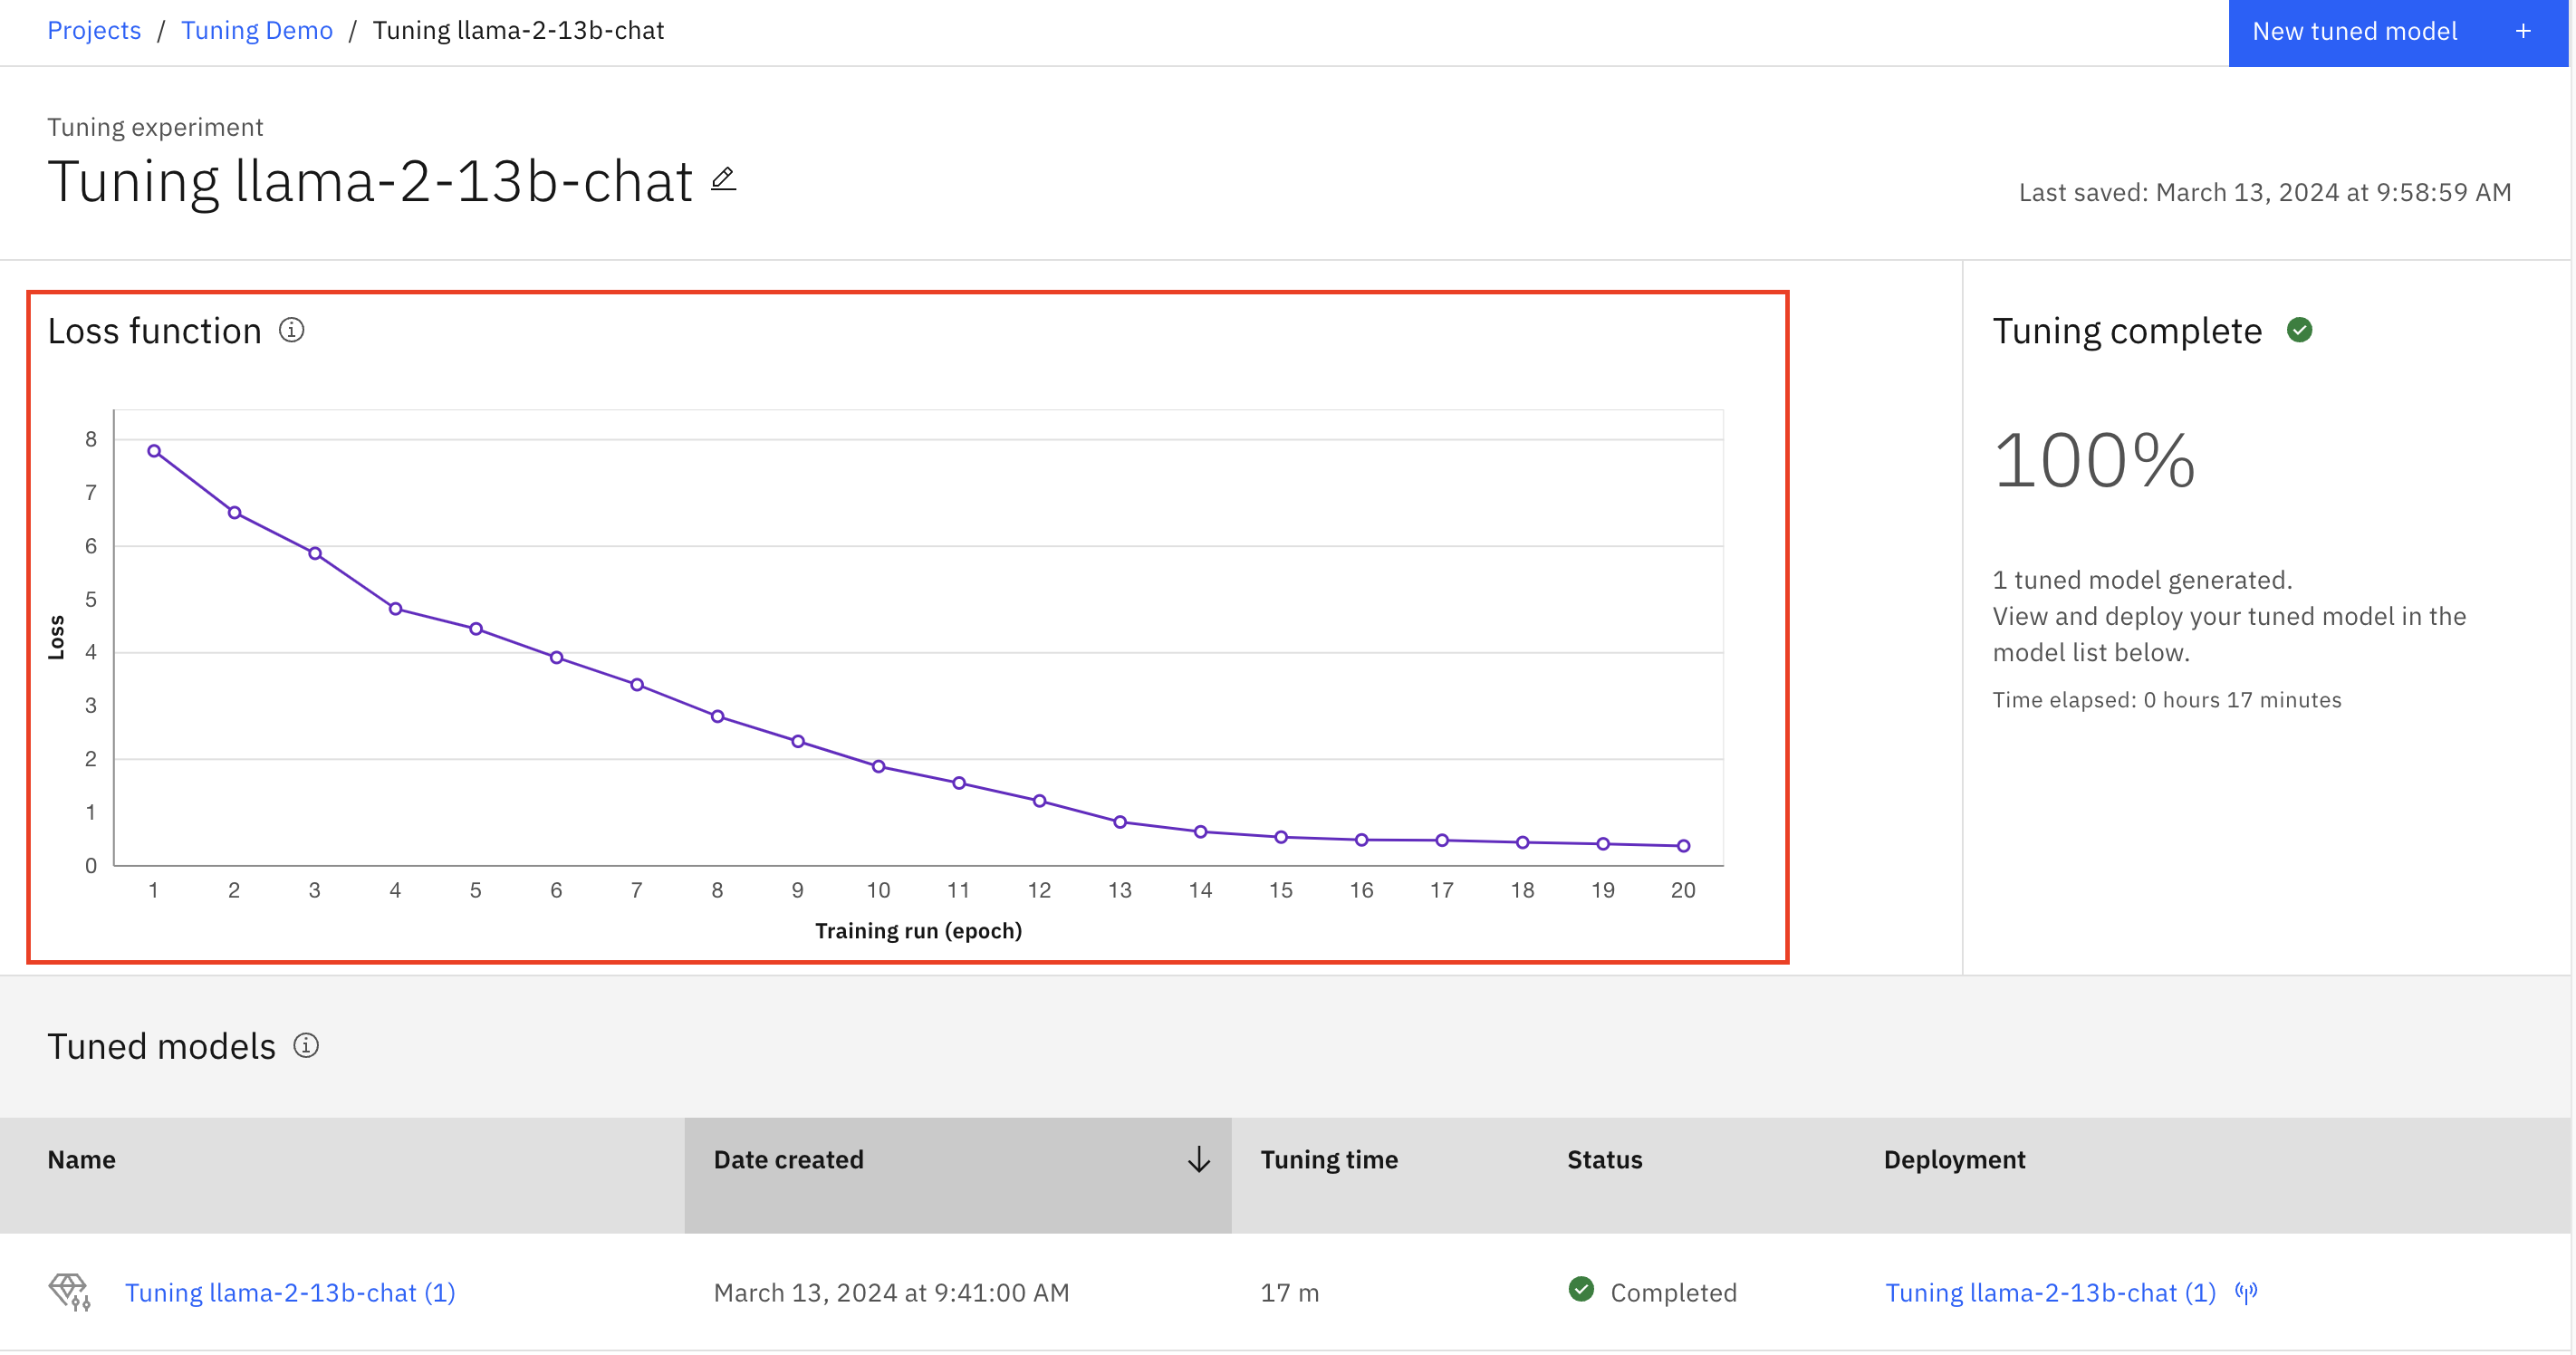 Projects / Tuning Demo / Tuning llama-2-13b-chat
New tuned model +
Tuning experiment
Tuning llama-2-13b-chat
Last saved: March 13, 2024 at 9:58:59 AM
Loss function
8
7
6
5
4
3
2
1
0
Loss
1 2 3 4 5 6 7 8 9 10 11 12 13 14 15 16 17 18 19 20
Training run (epoch)
Tuning complete
100%
1 tuned model generated.
View and deploy your tuned model in the
model list below.
Time elapsed: 0 hours 17 minutes
Tuned models
Name Date created Tuning time Status Deployment
Tuning llama-2-13b-chat (1) March 13, 2024 at 9:41:00 AM 17 m Completed Tuning llama-2-13b-chat (1)